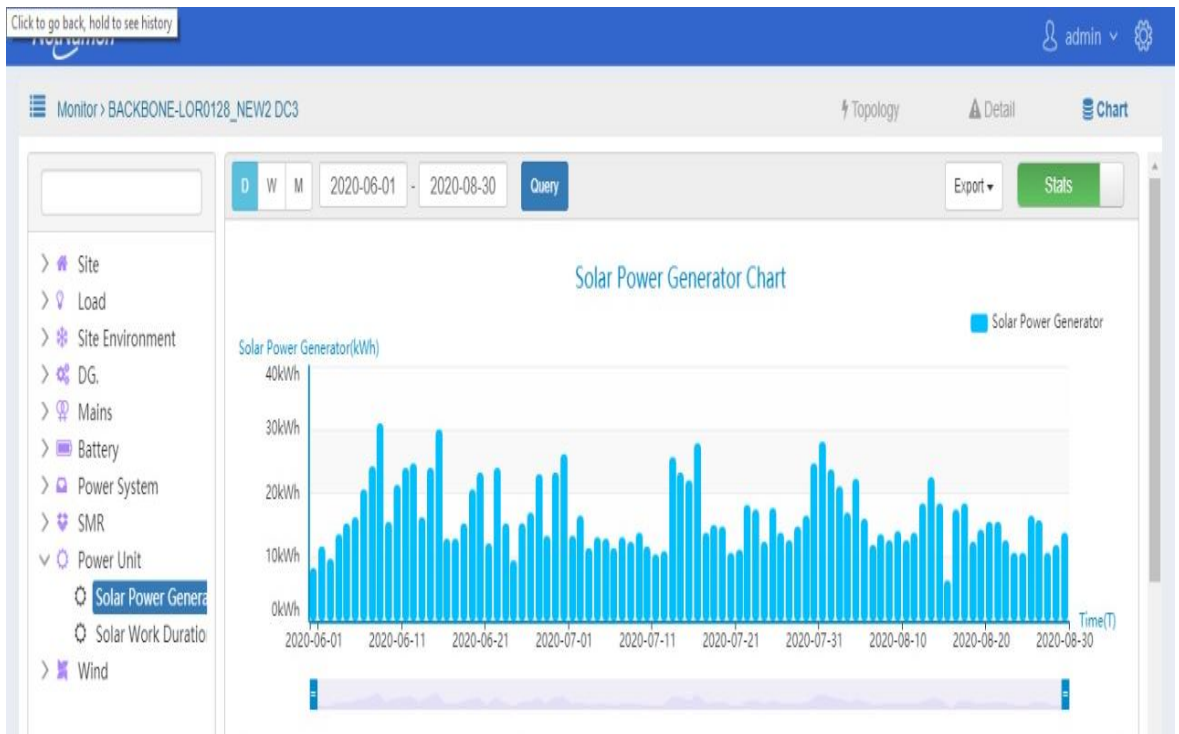 Click to go back, hold to see history
admin
Monitor > BACKBONE-LOR0128_NEW2 DC3
Topology
Detail
Chart
D W M 2020-06-01 - 2020-08-30 Query
Export
Stats
Site
Load
Site Environment
DG.
Mains
Battery
Power System
SMR
Power Unit
Solar Power Genera
Solar Work Duratio
Wind
Solar Power Generator Chart
Solar Power Generator
Solar Power Generator(kWh)
40kWh
30kWh
20kWh
10kWh
0kWh
Time(T)
2020-06-01 2020-06-11 2020-06-21 2020-07-01 2020-07-11 2020-07-21 2020-07-31 2020-08-10 2020-08-20 2020-08-30